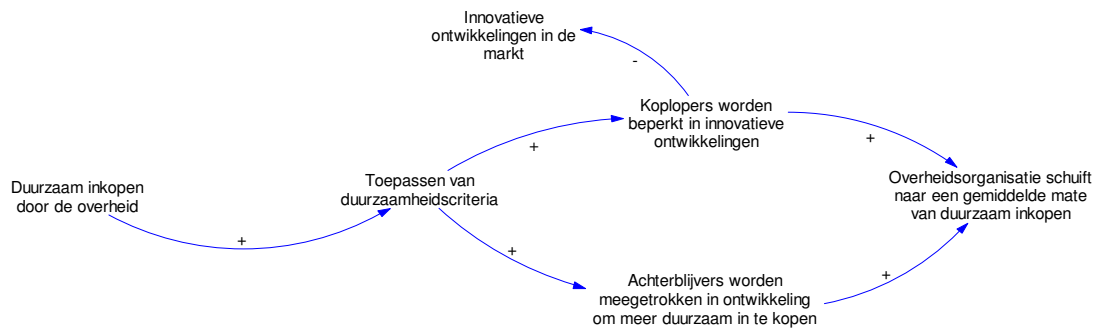 Innovatieve
ontwikkelingen in de
markt
-
Koplopers worden
beperkt in innovatieve
ontwikkelingen
+
+
Duurzaam inkopen
door de overheid
+
Toepassen van
duurzaamheidscriteria
Overheidsorganisatie schuift
naar een gemiddelde mate
van duurzaam inkopen
+
Achterblijvers worden
meegetrokken in ontwikkeling
om meer duurzaam in te kopen
+